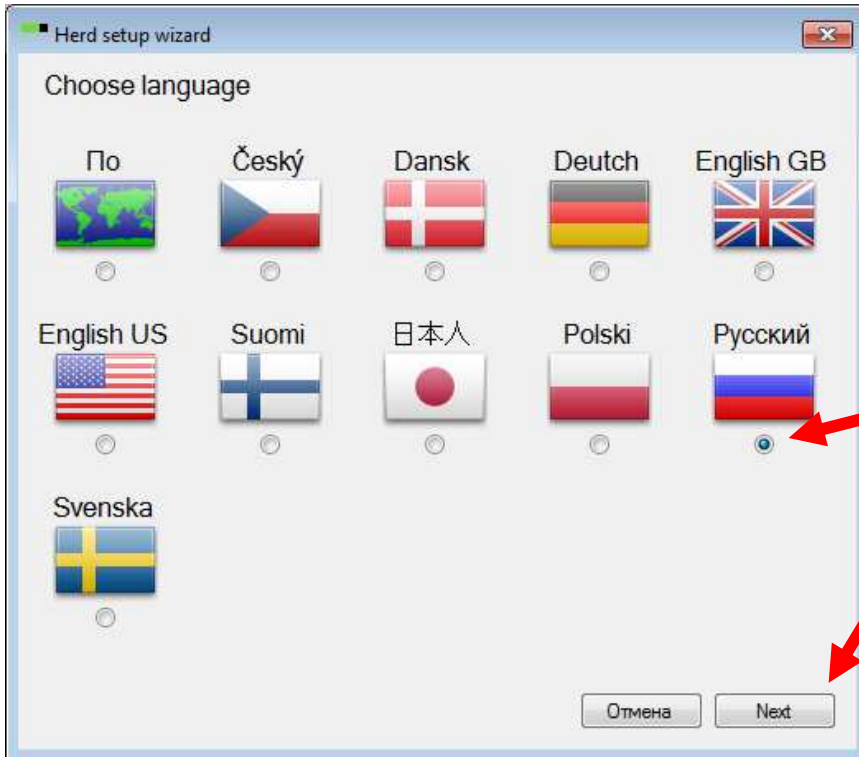 Herd setup wizard
Choose language
По Český Dansk Deutch English GB
English US Suomi 日本人 Polski Русский
Svenska
Отмена Next